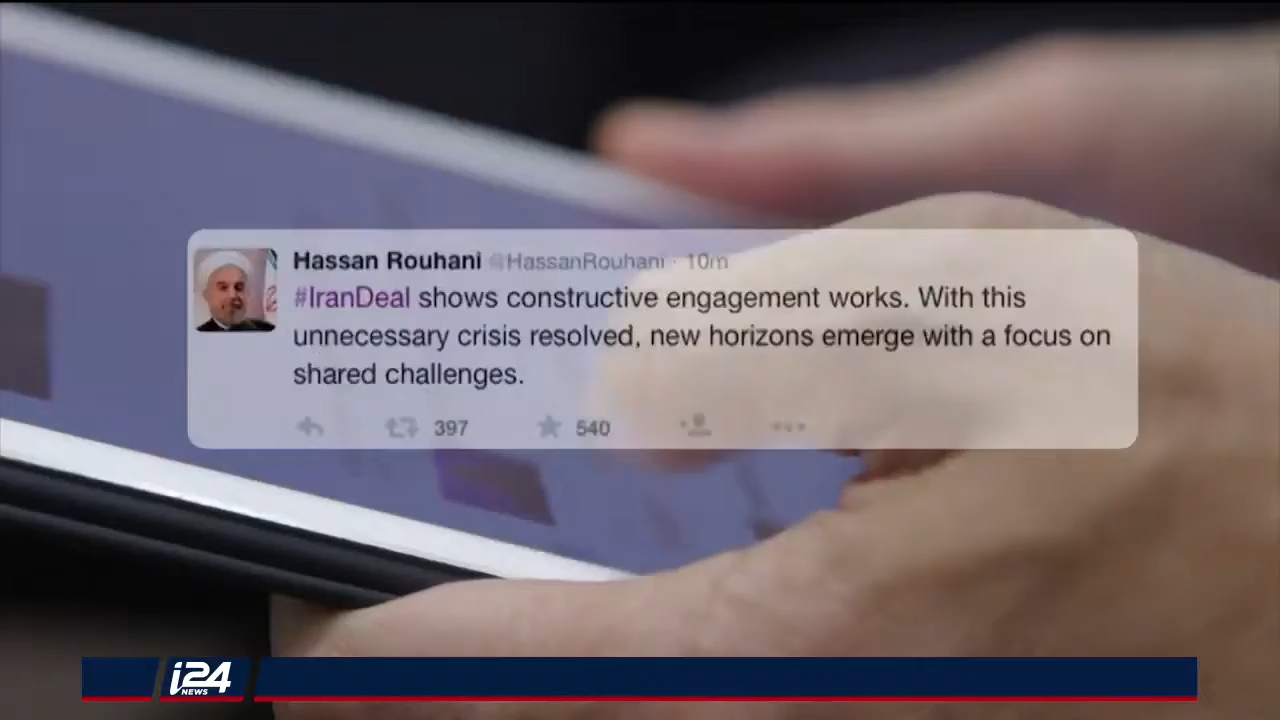 Hassan Rouhani @HassanRouhani · 10m
#IranDeal shows constructive engagement works. With this
unnecessary crisis resolved, new horizons emerge with a focus on
shared challenges.
397 540
i24
NEWS